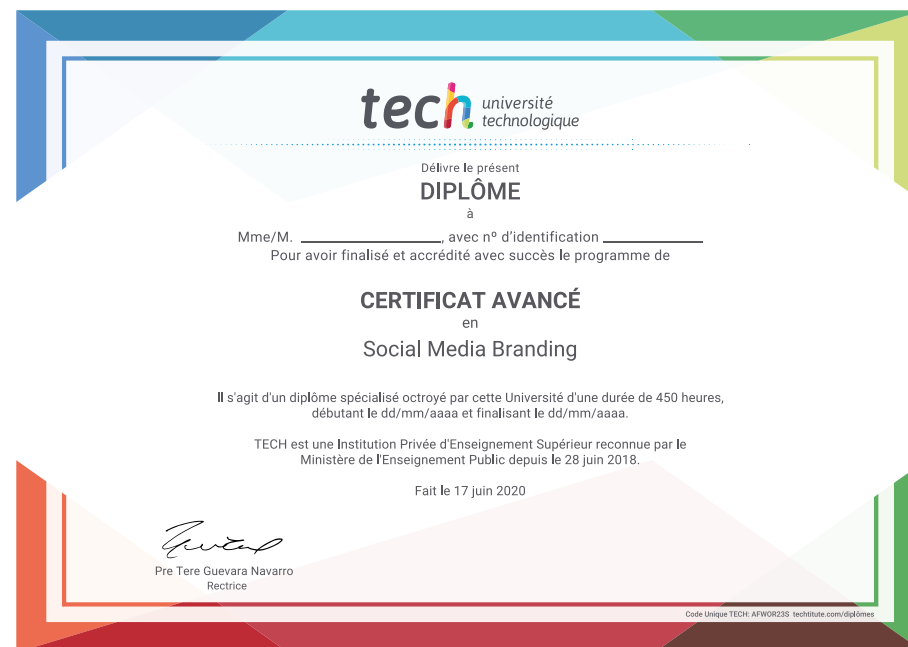 tech université
technologique
Délivre le présent
DIPLÔME
à
Mme/M. ____________________, avec nº d'identification ______________
Pour avoir finalisé et accrédité avec succès le programme de
CERTIFICAT AVANCÉ
en
Social Media Branding
Il s'agit d'un diplôme spécialisé octroyé par cette Université d'une durée de 450 heures,
débutant le dd/mm/aaaa et finalisant le dd/mm/aaaa.
TECH est une Institution Privée d'Enseignement Supérieur reconnue par le
Ministère de l'Enseignement Public depuis le 28 juin 2018.
Fait le 17 juin 2020
Pre Tere Guevara Navarro
Rectrice
Code Unique TECH: AFWOR23S techtitute.com/diplômes